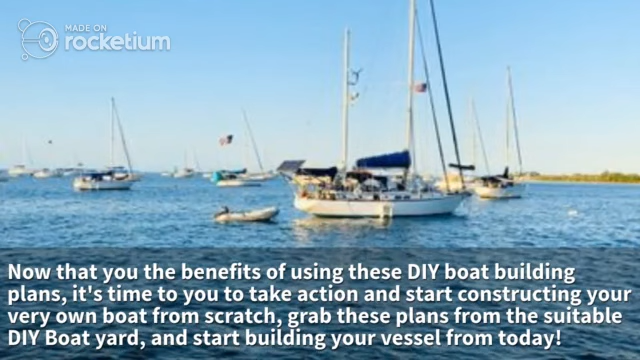 MADE ON
rocketium
Now that you the benefits of using these DIY boat building
plans, it's time to you to take action and start constructing your
very own boat from scratch, grab these plans from the suitable
DIY Boat yard, and start building your vessel from today!